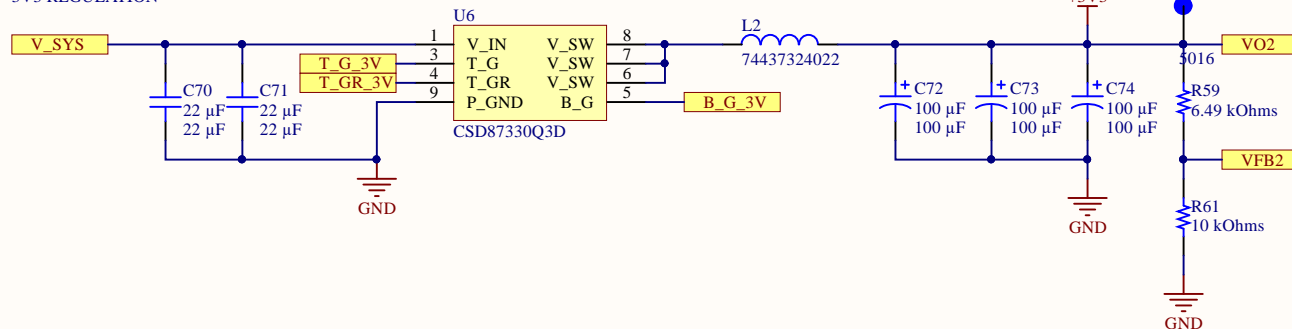 3V3 REGULATION
+3V3
U6
V_SYS
1 V_IN V_SW 8
3 T_G V_SW 7
4 T_GR V_SW 6
9 P_GND B_G 5
T_G_3V
T_GR_3V
B_G_3V
CSD87330Q3D
C70
22 µF
22 µF
C71
22 µF
22 µF
GND
L2
74437324022
C72
100 µF
100 µF
C73
100 µF
100 µF
C74
100 µF
100 µF
GND
5016
VO2
R59
6.49 kOhms
VFB2
R61
10 kOhms
GND